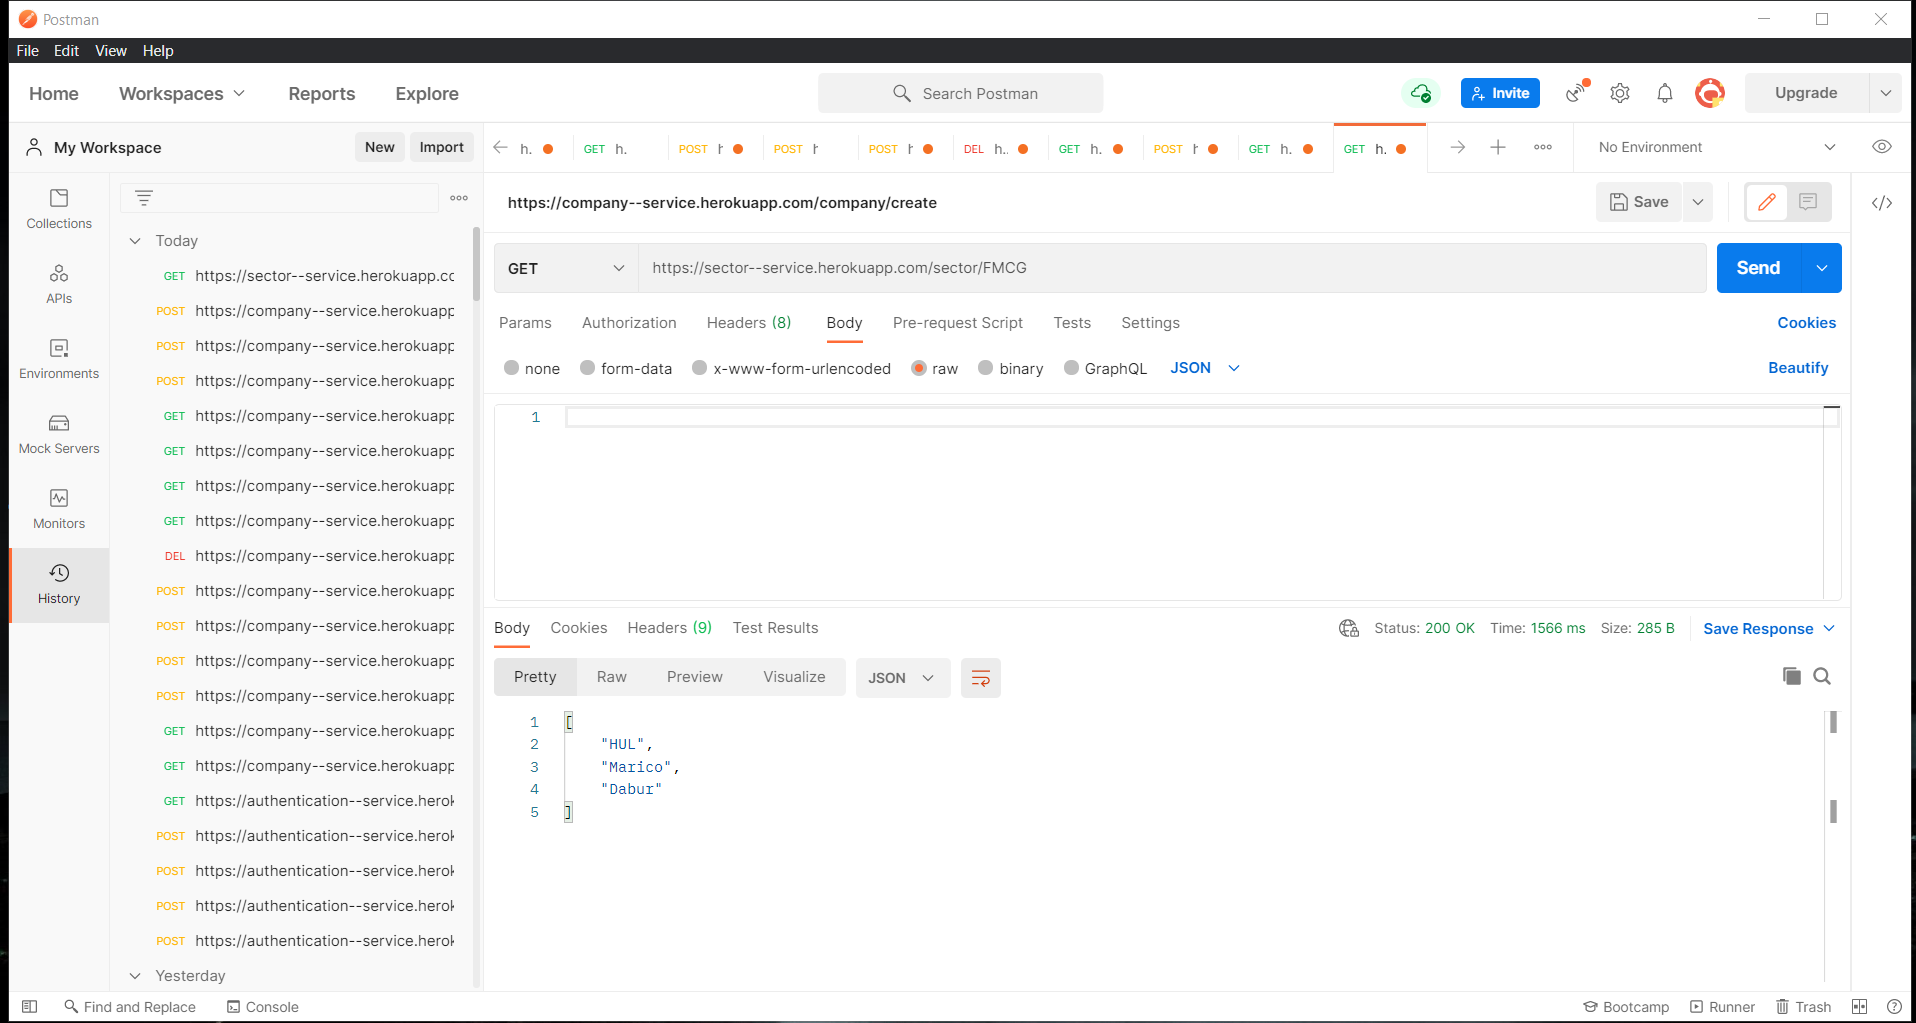 Postman
File Edit View Help
Home Workspaces Reports Explore Search Postman Invite Upgrade
My Workspace New Import h. GET h. POST POST POST DEL h.. GET h. POST GET h. GET h. No Environment
https://company--service.herokuapp.com/company/create Save
GET https://sector--service.herokuapp.com/sector/FMCG Send
Params Authorization Headers (8) Body Pre-request Script Tests Settings Cookies
none form-data x-www-form-urlencoded raw binary GraphQL JSON Beautify
1
Collections
APIs
Environments
Mock Servers
Monitors
History
Today
GET https://sector--service.herokuapp.cc
POST https://company--service.herokuapp
POST https://company--service.herokuapp
POST https://company--service.herokuapp
GET https://company--service.herokuapp
GET https://company--service.herokuapp
GET https://company--service.herokuapp
GET https://company--service.herokuapp
DEL https://company--service.herokuapp
POST https://company--service.herokuapp
POST https://company--service.herokuapp
POST https://company--service.herokuapp
POST https://company--service.herokuapp
GET https://company--service.herokuapp
GET https://company--service.herokuapp
GET https://authentication--service.herok
POST https://authentication--service.herok
POST https://authentication--service.herok
POST https://authentication--service.herok
POST https://authentication--service.herok
Yesterday
Body Cookies Headers (9) Test Results Status: 200 OK Time: 1566 ms Size: 285 B Save Response
Pretty Raw Preview Visualize JSON
1 [
2 "HUL",
3 "Marico",
4 "Dabur"
5 ]
Find and Replace Console Bootcamp Runner Trash